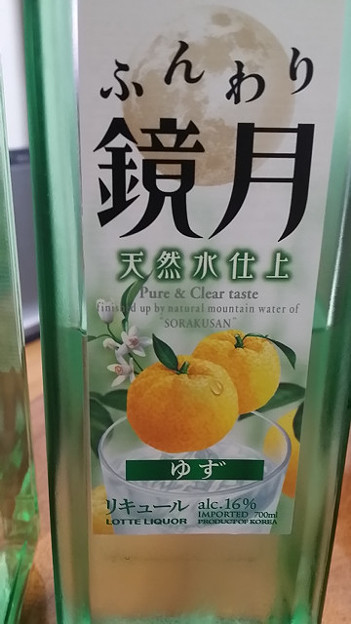 ふんわり
鏡月
天然水仕上
Pure & Clear taste
finished up by natural mountain water of
"SORAKUSAN"
ゆず
リキュール alc.16%
LOTTE LIQUOR IMPORTED 700ml
PRODUCT OF KOREA